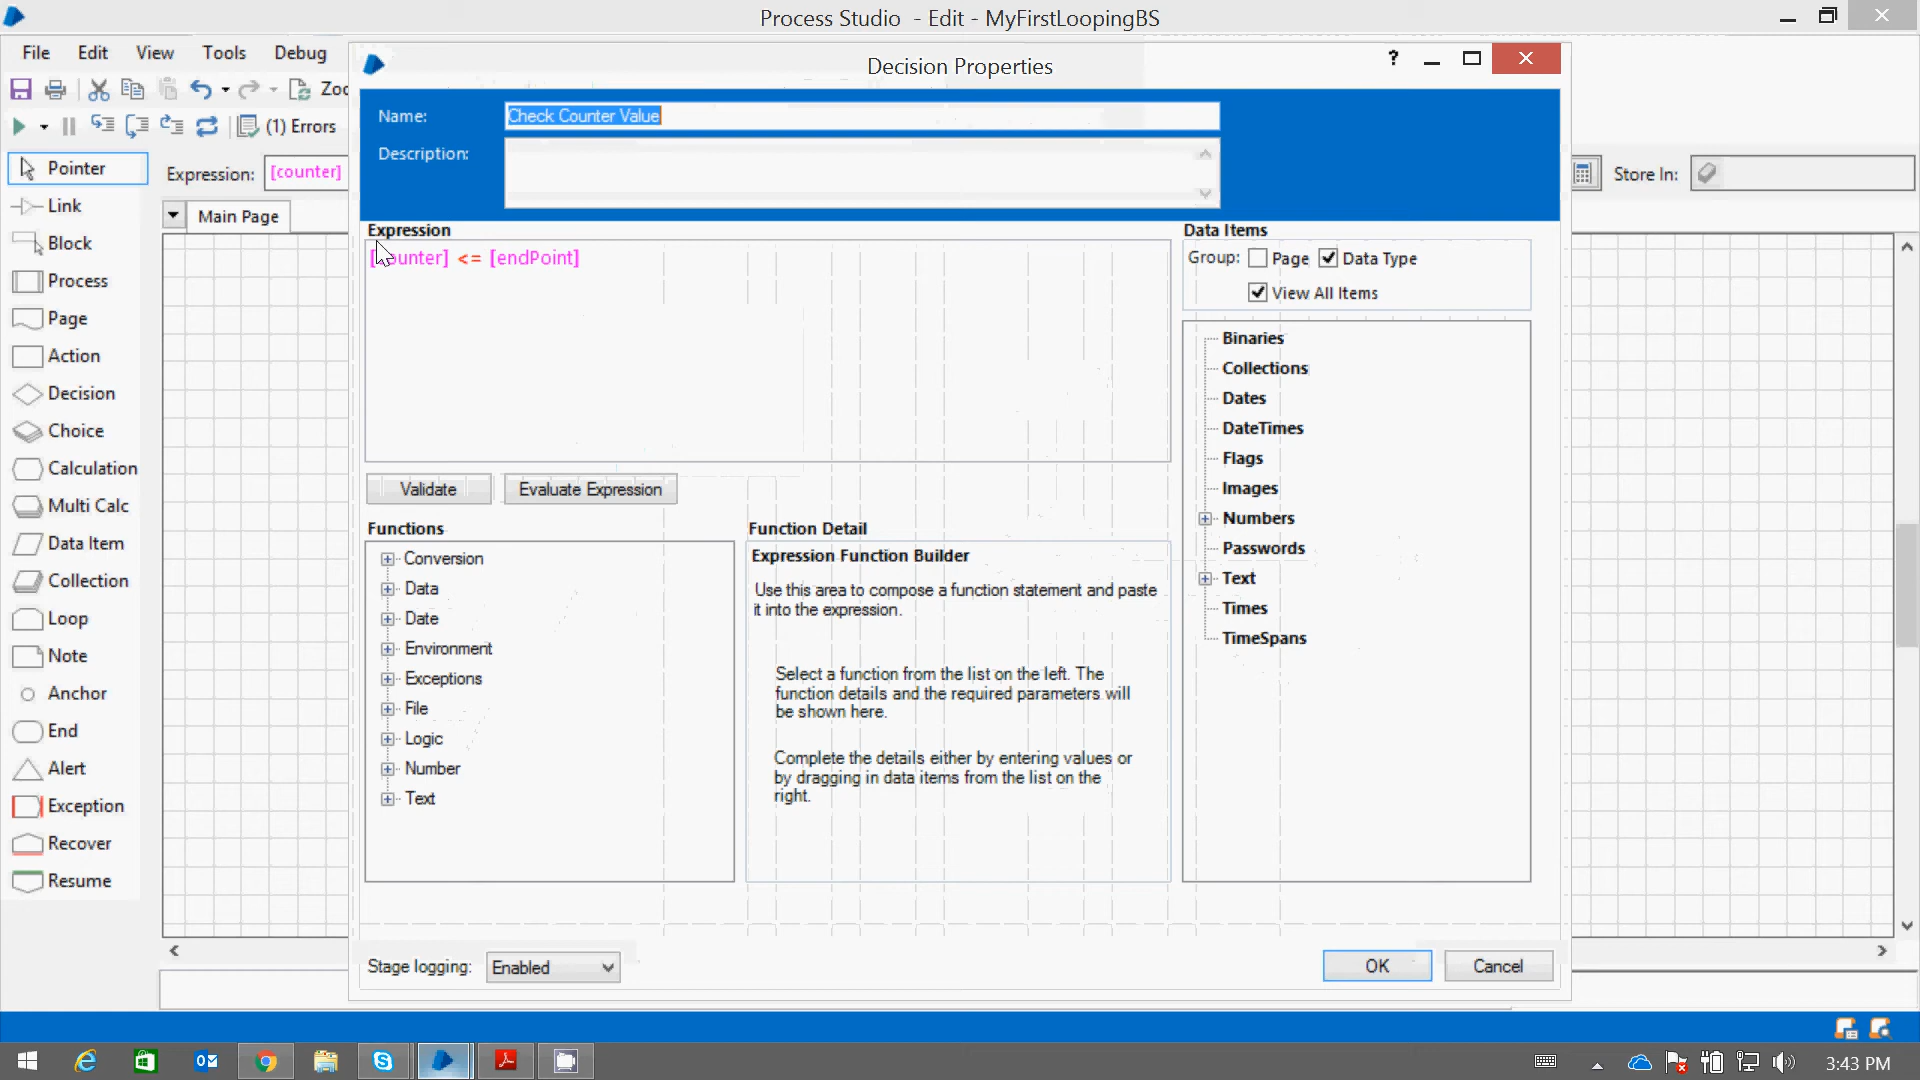 Process Studio - Edit - MyFirstLoopingBS
File Edit View Tools Debug
Decision Properties
?
Name: Check Counter Value
(1) Errors
Description:
Pointer
Expression: [counter]
Store In:
Link
Main Page
Expression
Data Items
Block
[counter] <= [endPoint]
Group: Page Data Type
View All Items
Process
Page
Action
Decision
Choice
Calculation
Multi Calc
Data Item
Collection
Loop
Note
Anchor
End
Alert
Exception
Recover
Resume
Validate Evaluate Expression
Functions
Conversion
Data
Date
Environment
Exceptions
File
Logic
Number
Text
Function Detail
Expression Function Builder
Use this area to compose a function statement and paste
it into the expression.
Select a function from the list on the left. The
function details and the required parameters will
be shown here.
Complete the details either by entering values or
by dragging in data items from the list on the
right.
Binaries
Collections
Dates
DateTimes
Flags
Images
Numbers
Passwords
Text
Times
TimeSpans
Stage logging: Enabled
OK Cancel
3:43 PM